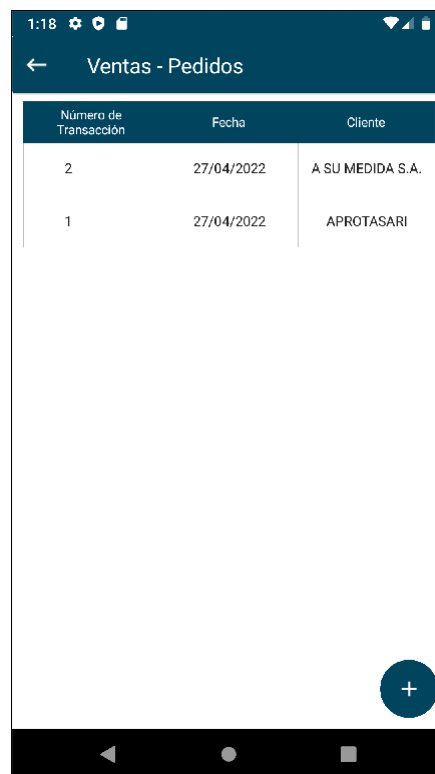 1:18
Ventas - Pedidos
Número de
Transacción
Fecha
Cliente
2 27/04/2022 A SU MEDIDA S.A.
1 27/04/2022 APROTASARI
+